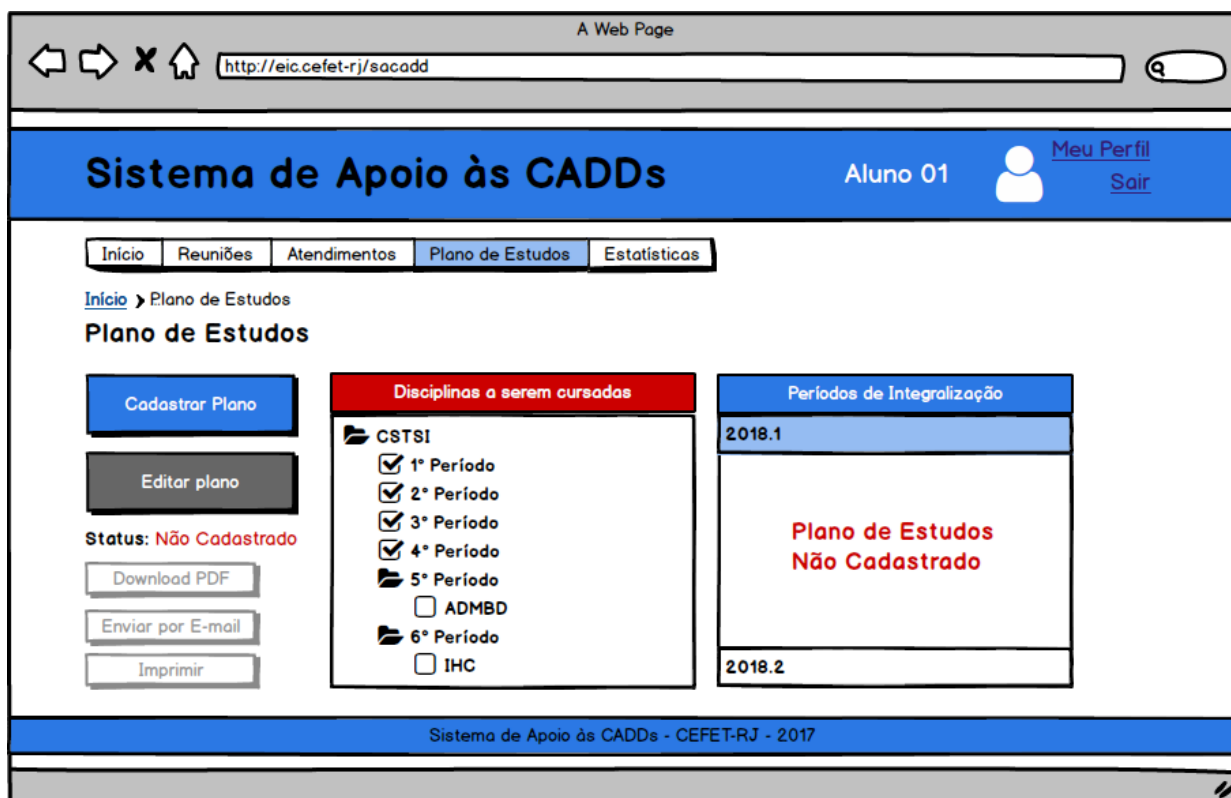 A Web Page
http://eic.cefet-rj/sacadd
Sistema de Apoio às CADDs
Aluno 01
Meu Perfil
Sair
Início Reuniões Atendimentos Plano de Estudos Estatísticas
Início Plano de Estudos
Plano de Estudos
Cadastrar Plano
Editar plano
Status: Não Cadastrado
Download PDF
Enviar por E-mail
Imprimir
Disciplinas a serem cursadas
CSTSI
1° Período
2° Período
3° Período
4° Período
5° Período
ADMBD
6° Período
IHC
Períodos de Integralização
2018.1
Plano de Estudos
Não Cadastrado
2018.2
Sistema de Apoio às CADDs - CEFET-RJ - 2017